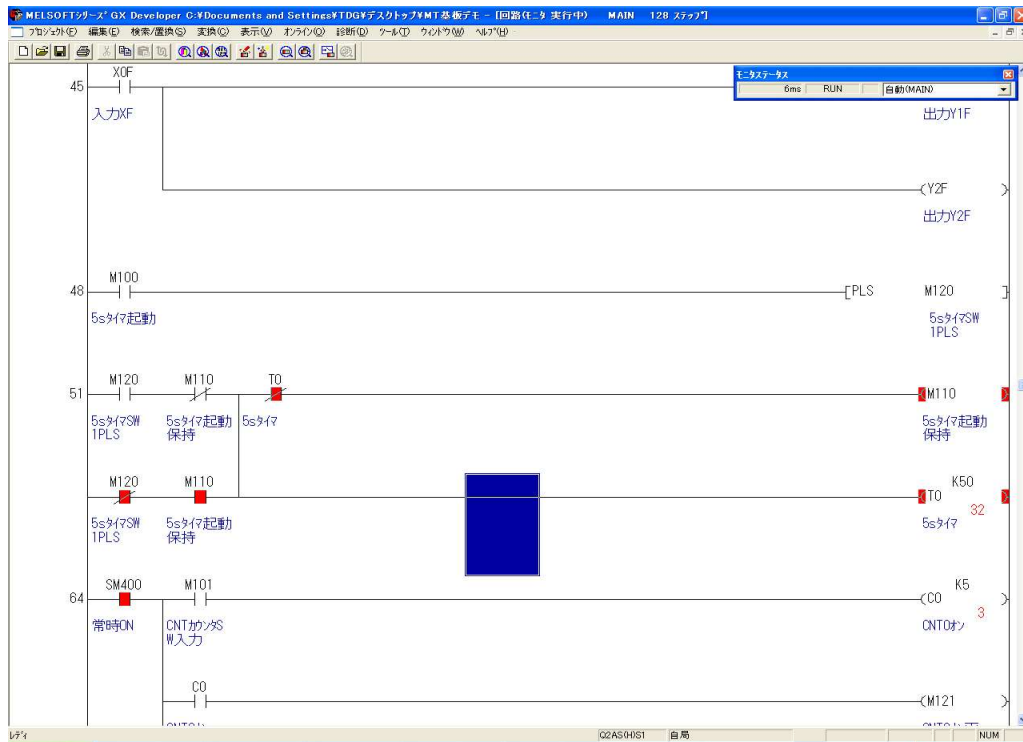 MELSOFTシリーズ GX Developer C:¥Documents and Settings¥TDG¥デスクトップ¥MT基板デモ - [回路(モニタ 実行中) MAIN 128 ステップ]
プロジェクト(F) 編集(E) 検索/置換(S) 変換(C) 表示(V) オンライン(O) 診断(D) ツール(T) ウィンドウ(W) ヘルプ(H)
モニタステータス
6ms RUN 自動(MAIN)
X0F
45
入力XF 出力Y1F
Y2F
出力Y2F
M100
48 PLS M120
5sタイマ起動 5sタイマSW
1PLS
M120 M110 T0
51 M110
5sタイマSW 5sタイマ起動 5sタイマ 5sタイマ起動
1PLS 保持 保持
M120 M110 K50
T0
32
5sタイマSW 5sタイマ起動 5sタイマ
1PLS 保持
SM400 M101 K5
64 C0
3
常時ON CNTカウンタS CNT0オン
W入力
C0
M121
レディ Q2AS(H)S1 自局 NUM